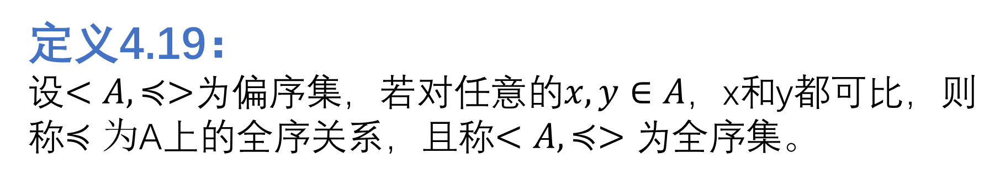 定义4.19：
设< A,≼>为偏序集，若对任意的x,y ∈ A，x和y都可比，则
称≼ 为A上的全序关系，且称< A,≼> 为全序集。